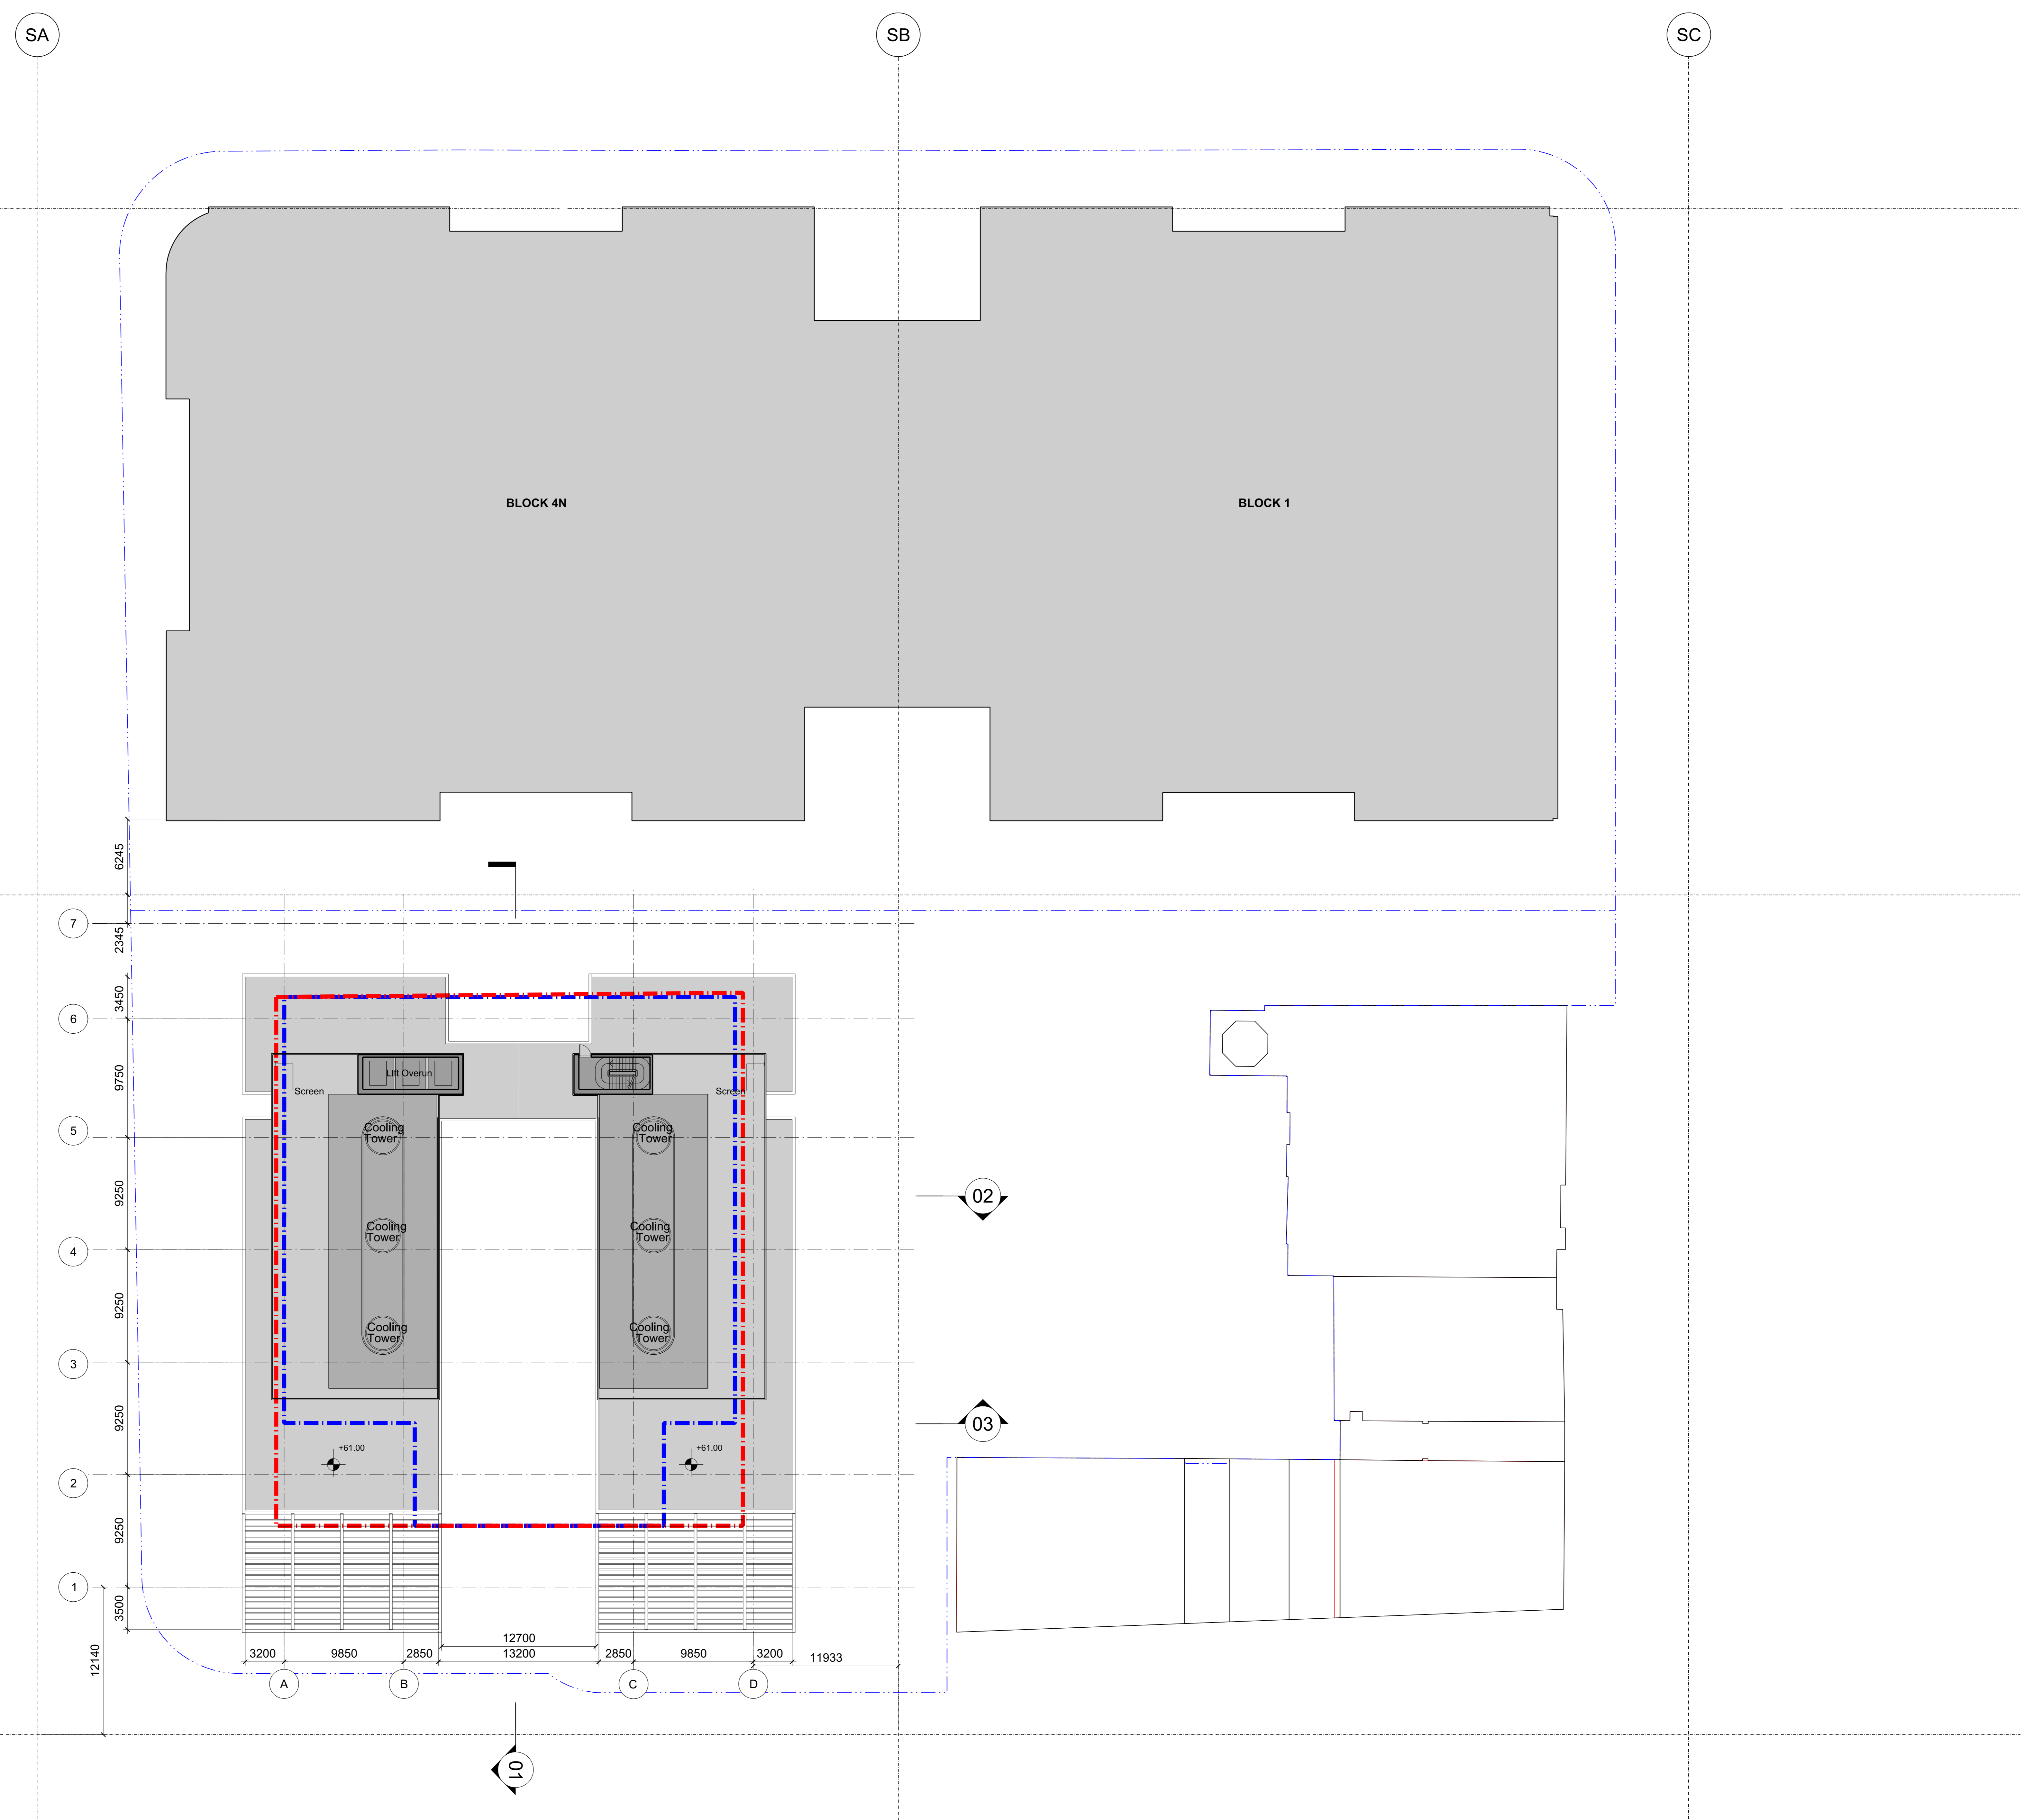 SA
SB
SC
BLOCK 4N
BLOCK 1
6245
7
2345
3450
6
9750
Lift Overun
Screen
Screen
5
Cooling
Tower
Cooling
Tower
9250
02
4
Cooling
Tower
Cooling
Tower
9250
Cooling
Tower
Cooling
Tower
3
9250
03
+61.00
+61.00
2
9250
1
3500
12700
3200
9850
2850
13200
2850
9850
3200
11933
12140
A
B
C
D
01